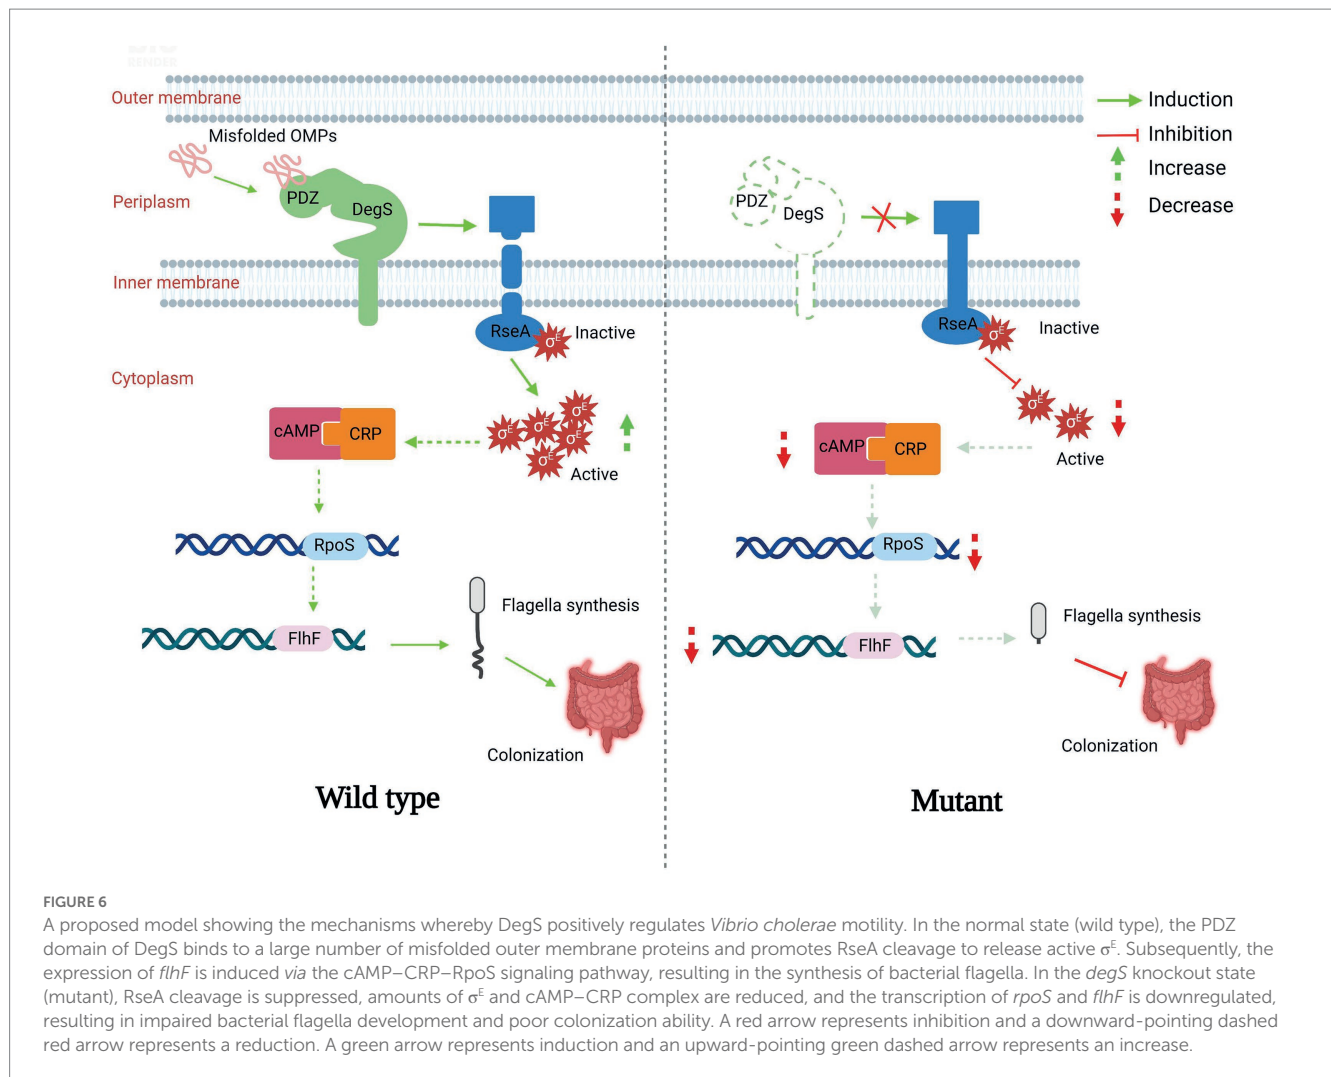 Outer membrane
Misfolded OMPs
Periplasm
PDZ
DegS
Inner membrane
RseA
σE
Inactive
Cytoplasm
σE
σE
σE
σE
σE
Active
cAMP
CRP
RpoS
FlhF
Flagella synthesis
Colonization
Wild type
Induction
Inhibition
Increase
Decrease
PDZ
DegS
RseA
σE
Inactive
σE
σE
Active
cAMP
CRP
RpoS
FlhF
Flagella synthesis
Colonization
Mutant
FIGURE 6
A proposed model showing the mechanisms whereby DegS positively regulates Vibrio cholerae motility. In the normal state (wild type), the PDZ
domain of DegS binds to a large number of misfolded outer membrane proteins and promotes RseA cleavage to release active σE. Subsequently, the
expression of flhF is induced via the cAMP–CRP–RpoS signaling pathway, resulting in the synthesis of bacterial flagella. In the degS knockout state
(mutant), RseA cleavage is suppressed, amounts of σE and cAMP–CRP complex are reduced, and the transcription of rpoS and flhF is downregulated,
resulting in impaired bacterial flagella development and poor colonization ability. A red arrow represents inhibition and a downward-pointing dashed
red arrow represents a reduction. A green arrow represents induction and an upward-pointing green dashed arrow represents an increase.